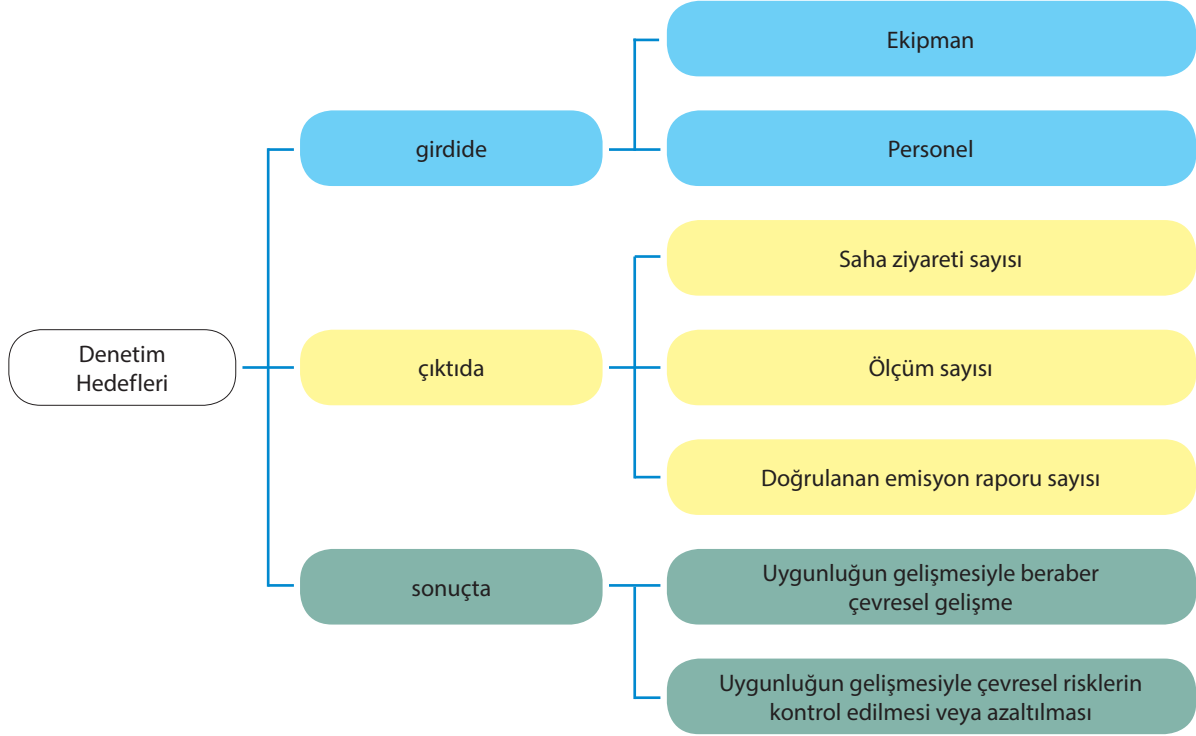 Denetim
Hedefleri
girdide
Ekipman
Personel
çıktıda
Saha ziyareti sayısı
Ölçüm sayısı
Doğrulanan emisyon raporu sayısı
sonuçta
Uygunluğun gelişmesiyle beraber
çevresel gelişme
Uygunluğun gelişmesiyle çevresel risklerin
kontrol edilmesi veya azaltılması